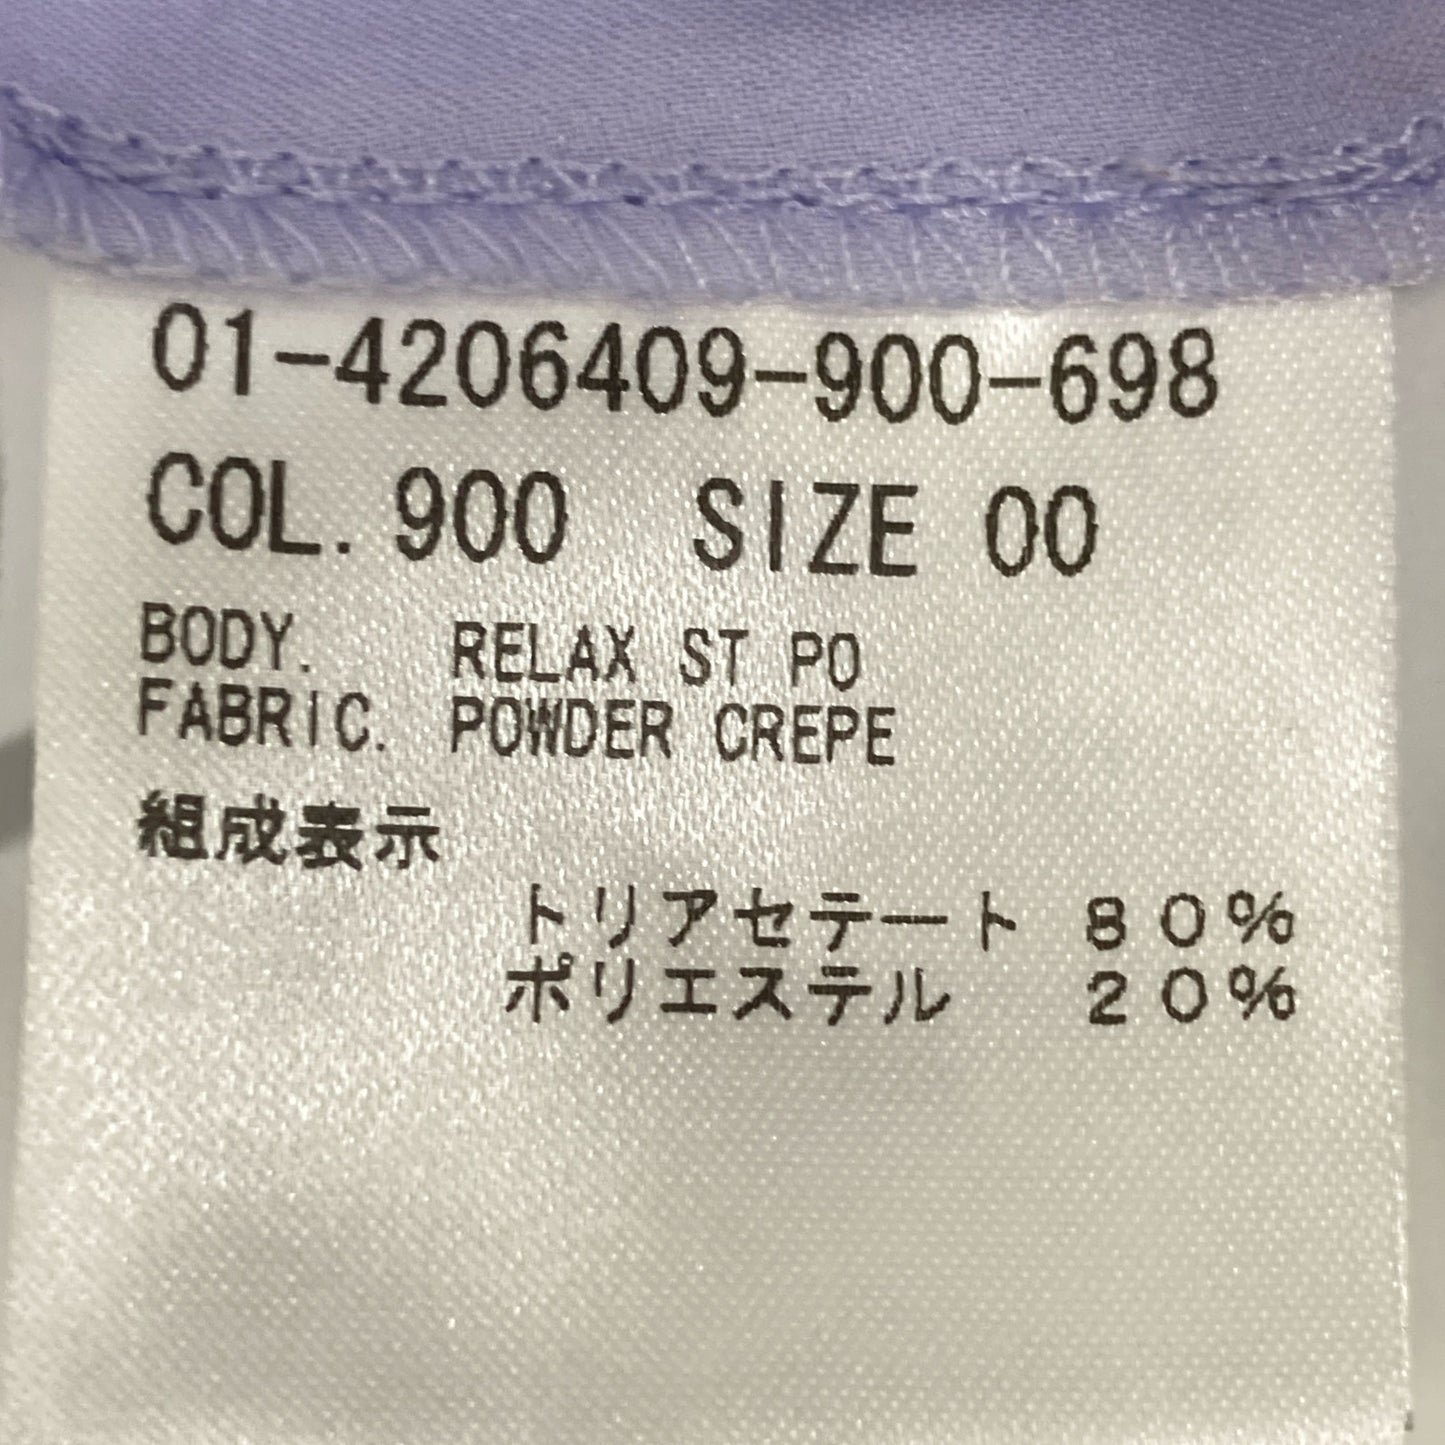 01-4206409-900-698
COL. 900 SIZE 00
BODY. RELAX ST PO
FABRIC. POWDER CREPE
組成表示
トリアセテート 80%
ポリエステル 20%